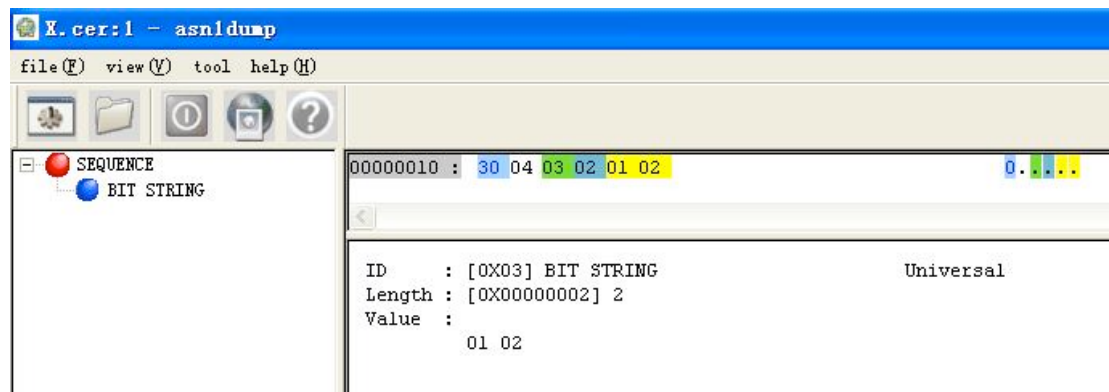 X.cer:1 - asn1dump
file(F) view(V) tool help(H)
SEQUENCE
BIT STRING
00000010 : 30 04 03 02 01 02 0.....
ID : [0X03] BIT STRING Universal
Length : [0X00000002] 2
Value :
01 02